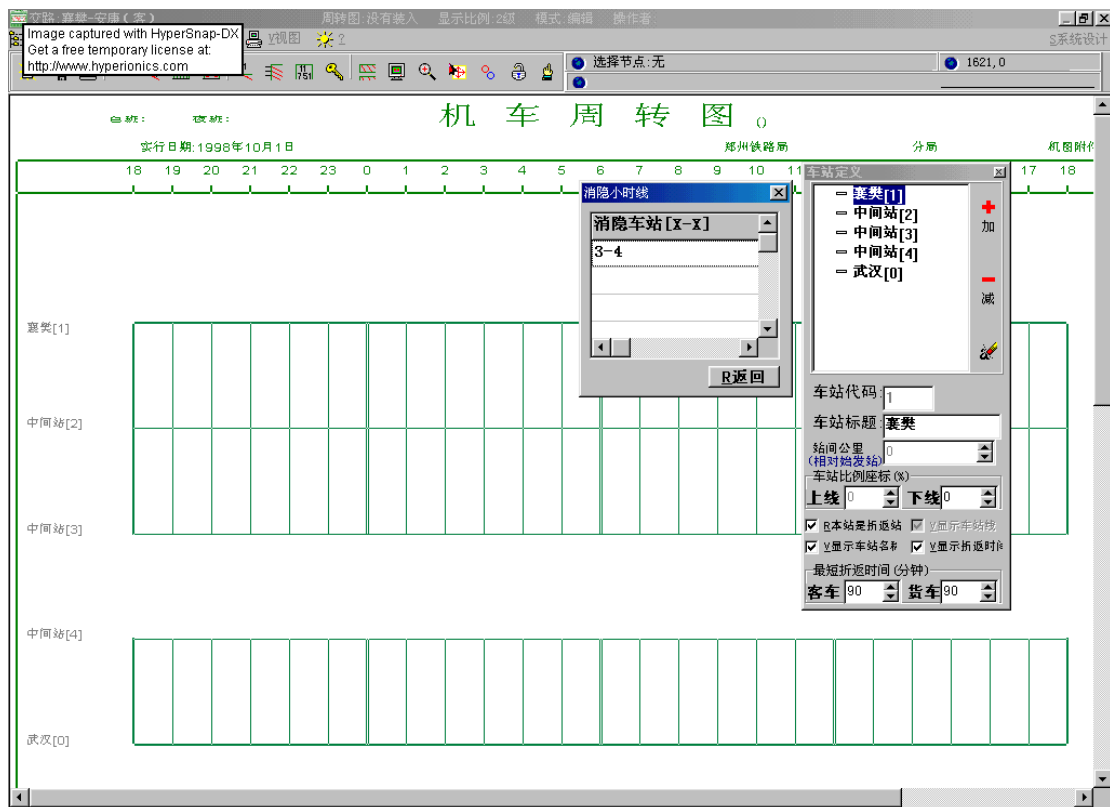 交路:襄樊-安康(客) 周转图:没有装入 显示比例:2级 模式:编辑 操作者:
Image captured with HyperSnap-DX
Get a free temporary license at:
http://www.hyperionics.com
V视图 ? S系统设计
选择节点:无 1621,0
白班: 夜班: 机车周转图 ()
实行日期:1998年10月1日 郑州铁路局 分局 机图附件
18 19 20 21 22 23 0 1 2 3 4 5 6 7 8 9 10 11 17 18
消隐小时线
消隐车站[X-X]
3-4
R返回
车站定义
襄樊[1]
中间站[2]
中间站[3]
中间站[4]
武汉[0]
加
减
车站代码: 1
车站标题: 襄樊
站间公里 0
(相对始发站)
车站比例座标(%)
上线 0 下线 0
R本站是折返站 V显示车站线
V显示车站名称 V显示折返时间
最短折返时间(分钟)
客车 90 货车 90
襄樊[1]
中间站[2]
中间站[3]
中间站[4]
武汉[0]